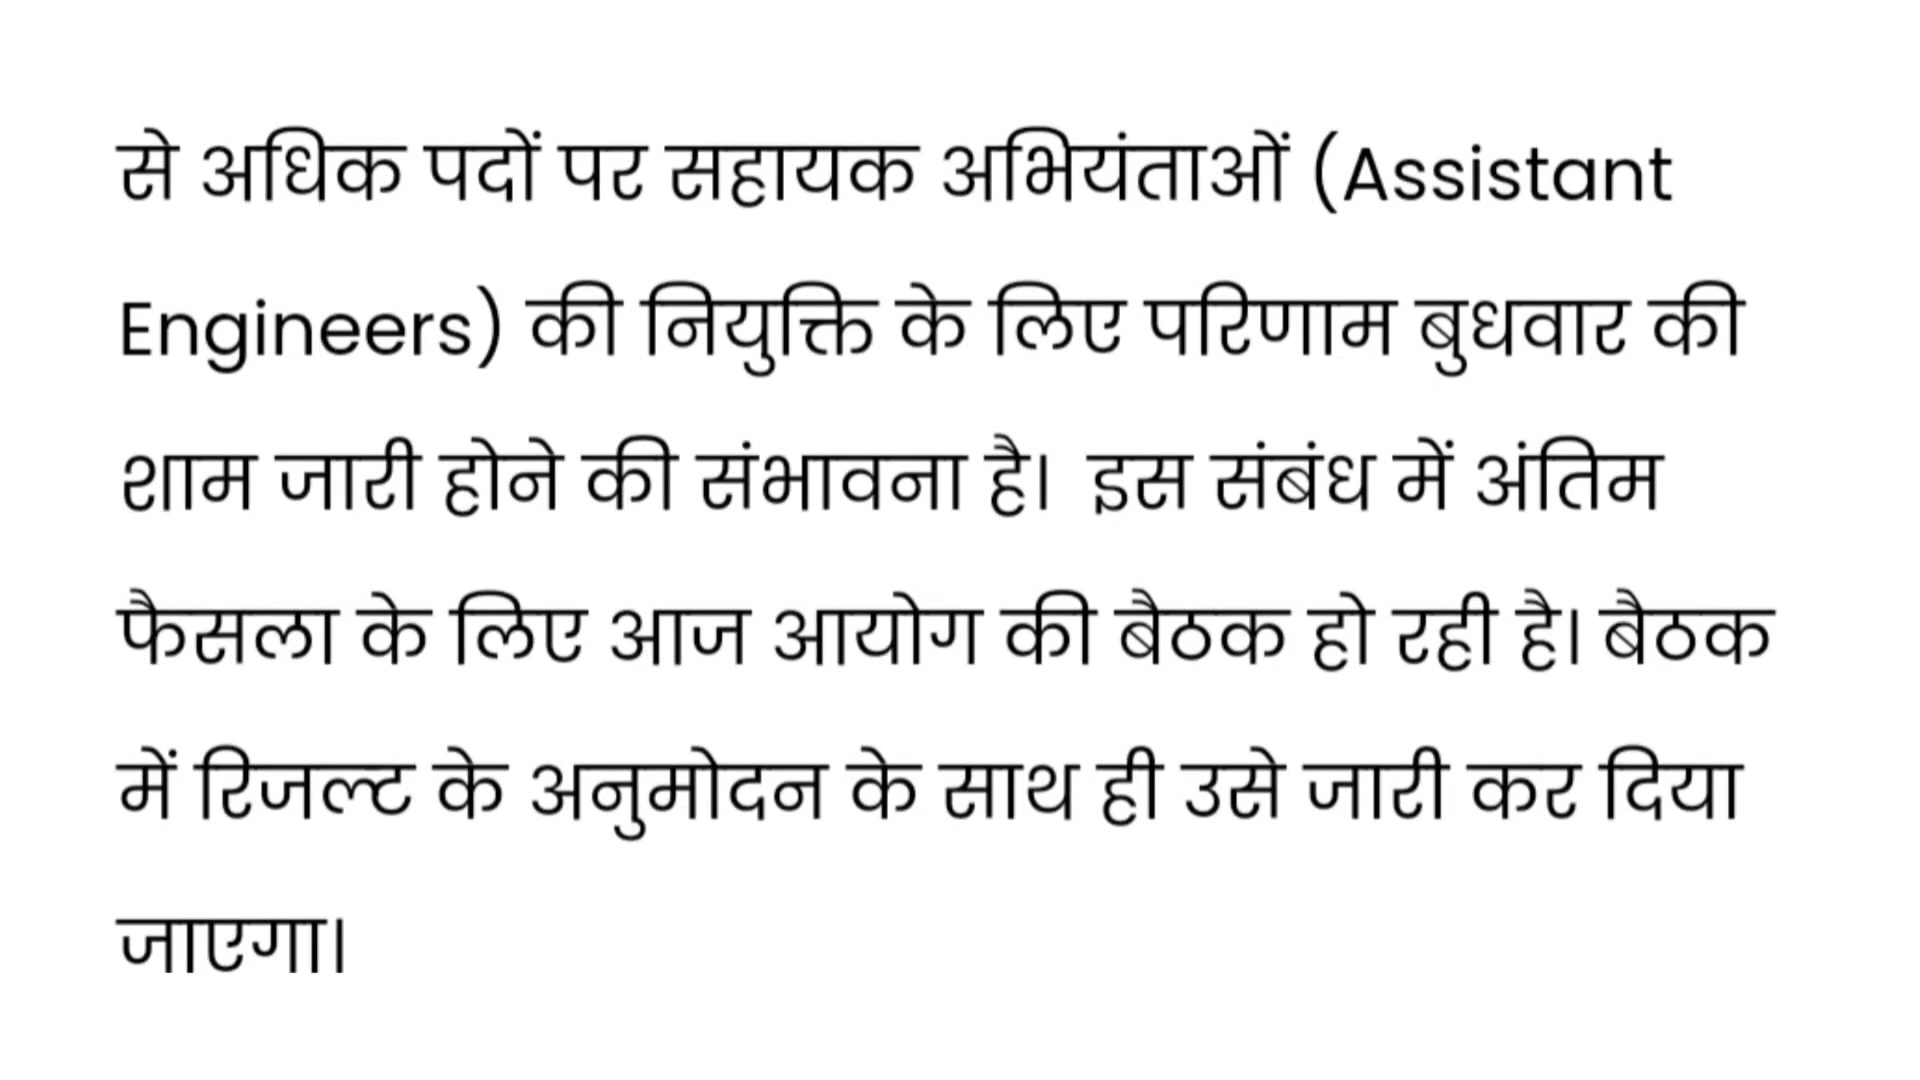 से अधिक पदों पर सहायक अभियंताओं (Assistant
Engineers) की नियुक्ति के लिए परिणाम बुधवार की
शाम जारी होने की संभावना है।  इस संबंध में अंतिम
फैसला के लिए आज आयोग की बैठक हो रही है। बैठक
में रिजल्ट के अनुमोदन के साथ ही उसे जारी कर दिया
जाएगा।